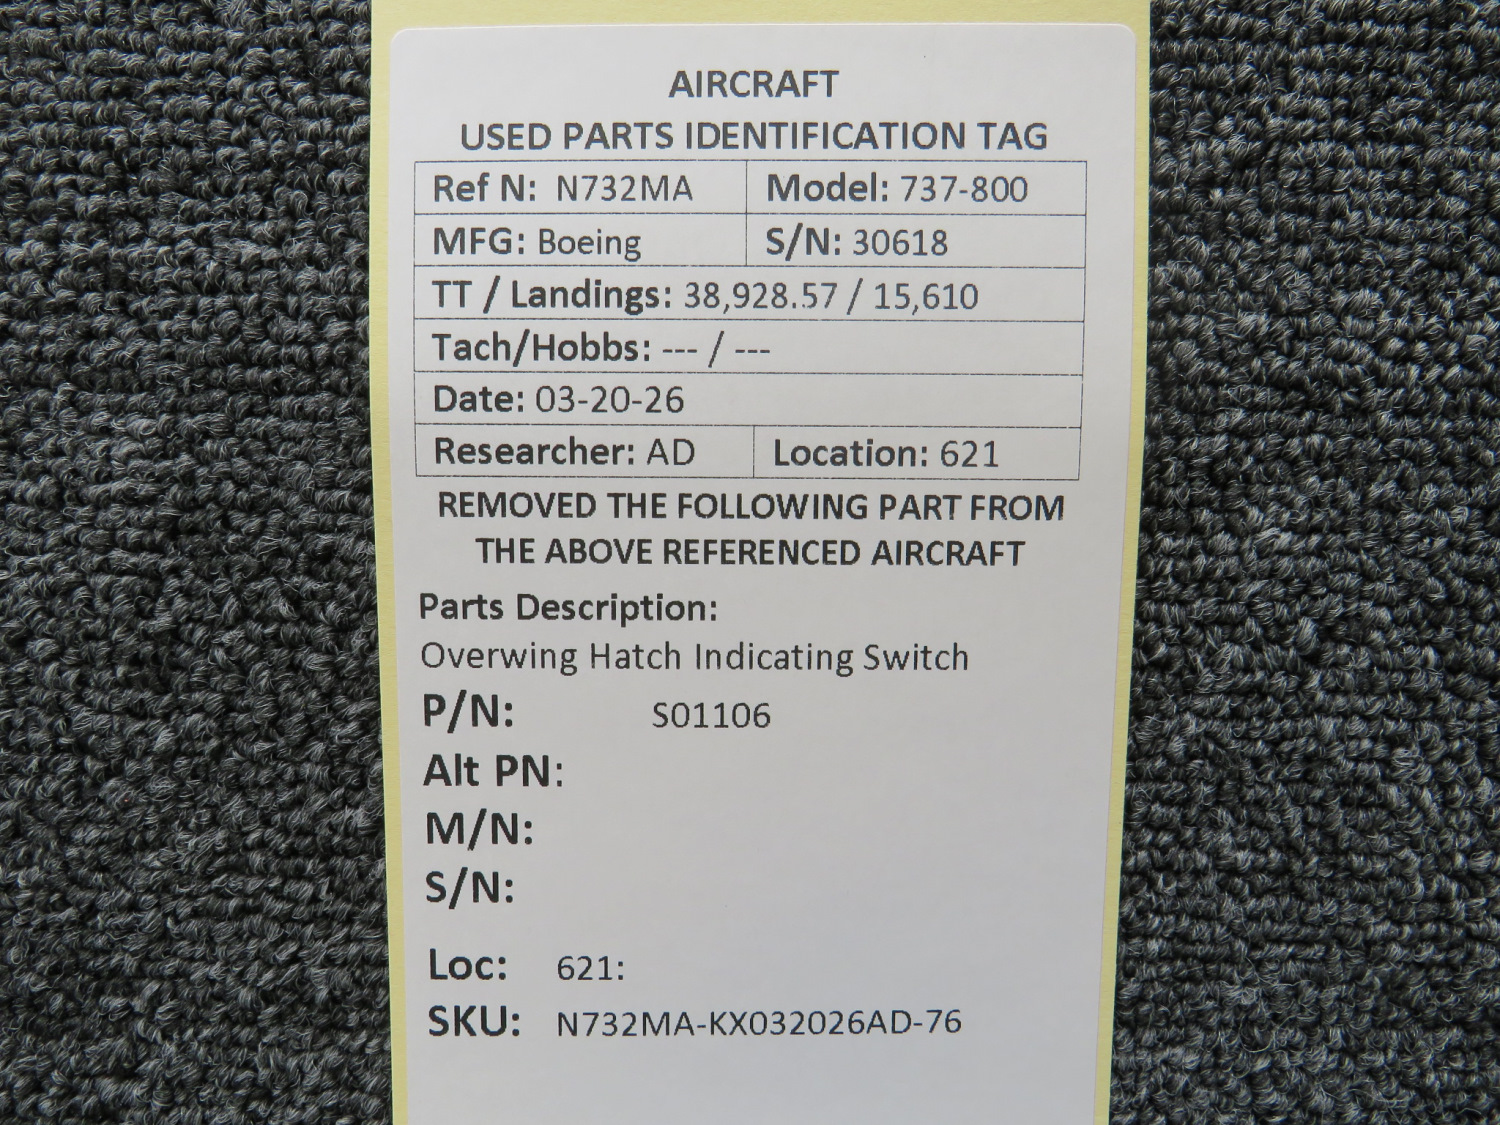 AIRCRAFT
USED PARTS IDENTIFICATION TAG
Ref N: N732MA Model: 737-800
MFG: Boeing S/N: 30618
TT / Landings: 38,928.57 / 15,610
Tach/Hobbs: --- / ---
Date: 03-20-26
Researcher: AD Location: 621
REMOVED THE FOLLOWING PART FROM
THE ABOVE REFERENCED AIRCRAFT
Parts Description:
Overwing Hatch Indicating Switch
P/N: S01106
Alt PN:
M/N:
S/N:
Loc: 621:
SKU: N732MA-KX032026AD-76